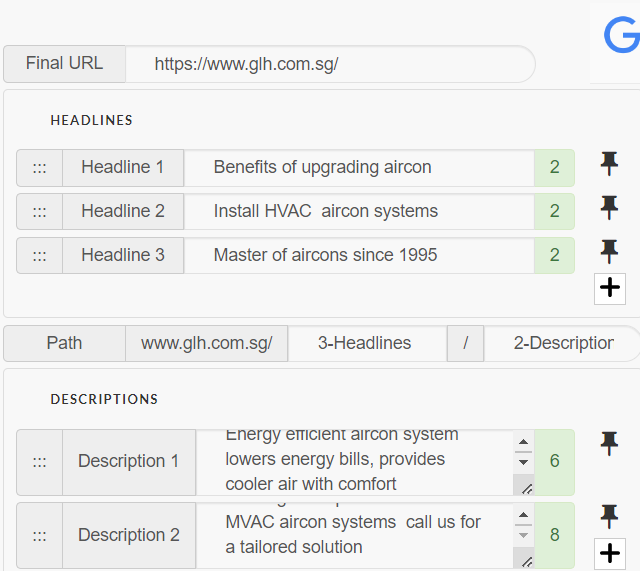 G
Final URL https://www.glh.com.sg/
HEADLINES
::: Headline 1 Benefits of upgrading aircon 2
::: Headline 2 Install HVAC  aircon systems 2
::: Headline 3 Master of aircons since 1995 2
+
Path www.glh.com.sg/ 3-Headlines / 2-Description
DESCRIPTIONS
Energy efficient aircon system
::: Description 1 lowers energy bills, provides 6
cooler air with comfort
MVAC aircon systems  call us for
::: Description 2 a tailored solution 8
+